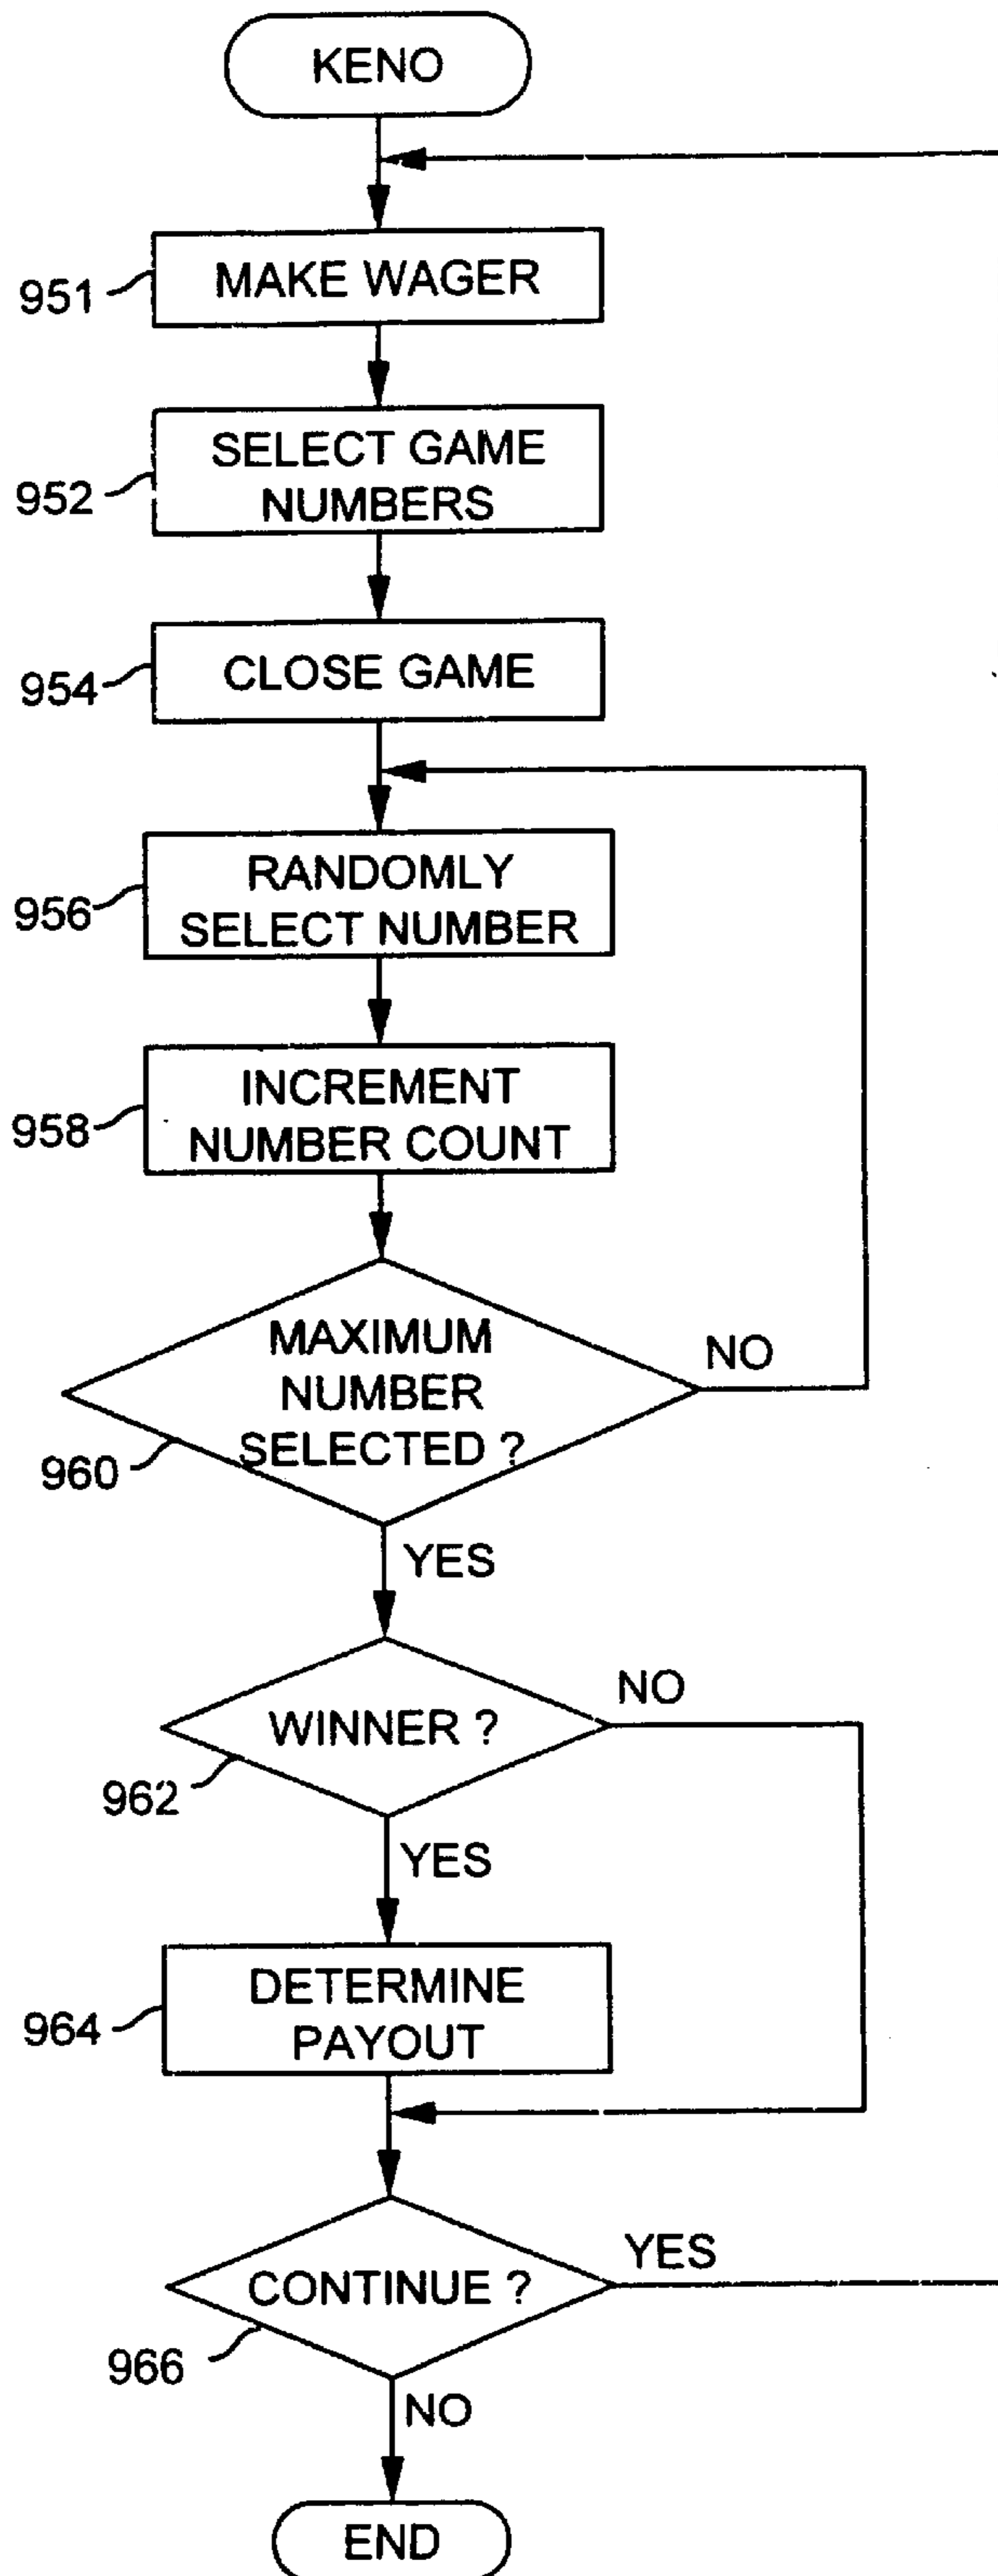 KENO
951
MAKE WAGER
952
SELECT GAME
NUMBERS
954
CLOSE GAME
956
RANDOMLY
SELECT NUMBER
958
INCREMENT
NUMBER COUNT
960
MAXIMUM
NUMBER
SELECTED ?
NO
YES
962
WINNER ?
NO
YES
964
DETERMINE
PAYOUT
966
CONTINUE ?
YES
NO
END